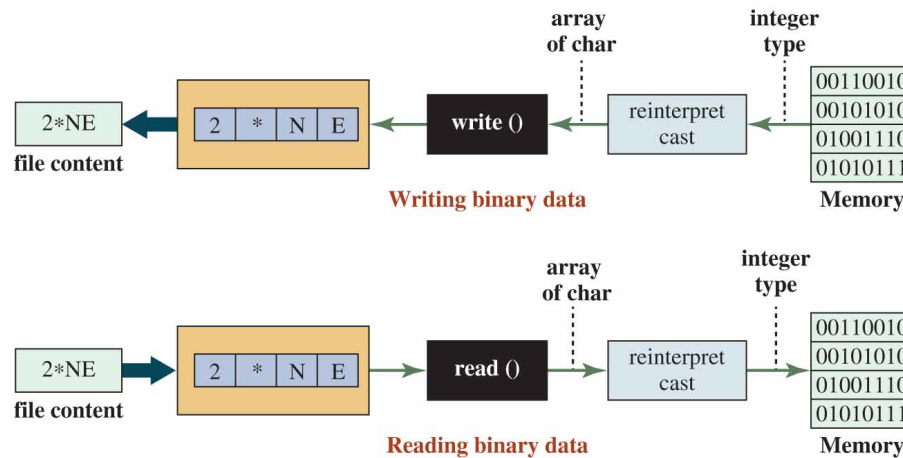 array
of char
integer
type
2*NE
file content
2 * N E
write ()
reinterpret
cast
00110010
00101010
01001110
01010111
Memory
Writing binary data
array
of char
integer
type
2*NE
file content
2 * N E
read ()
reinterpret
cast
00110010
00101010
01001110
01010111
Memory
Reading binary data